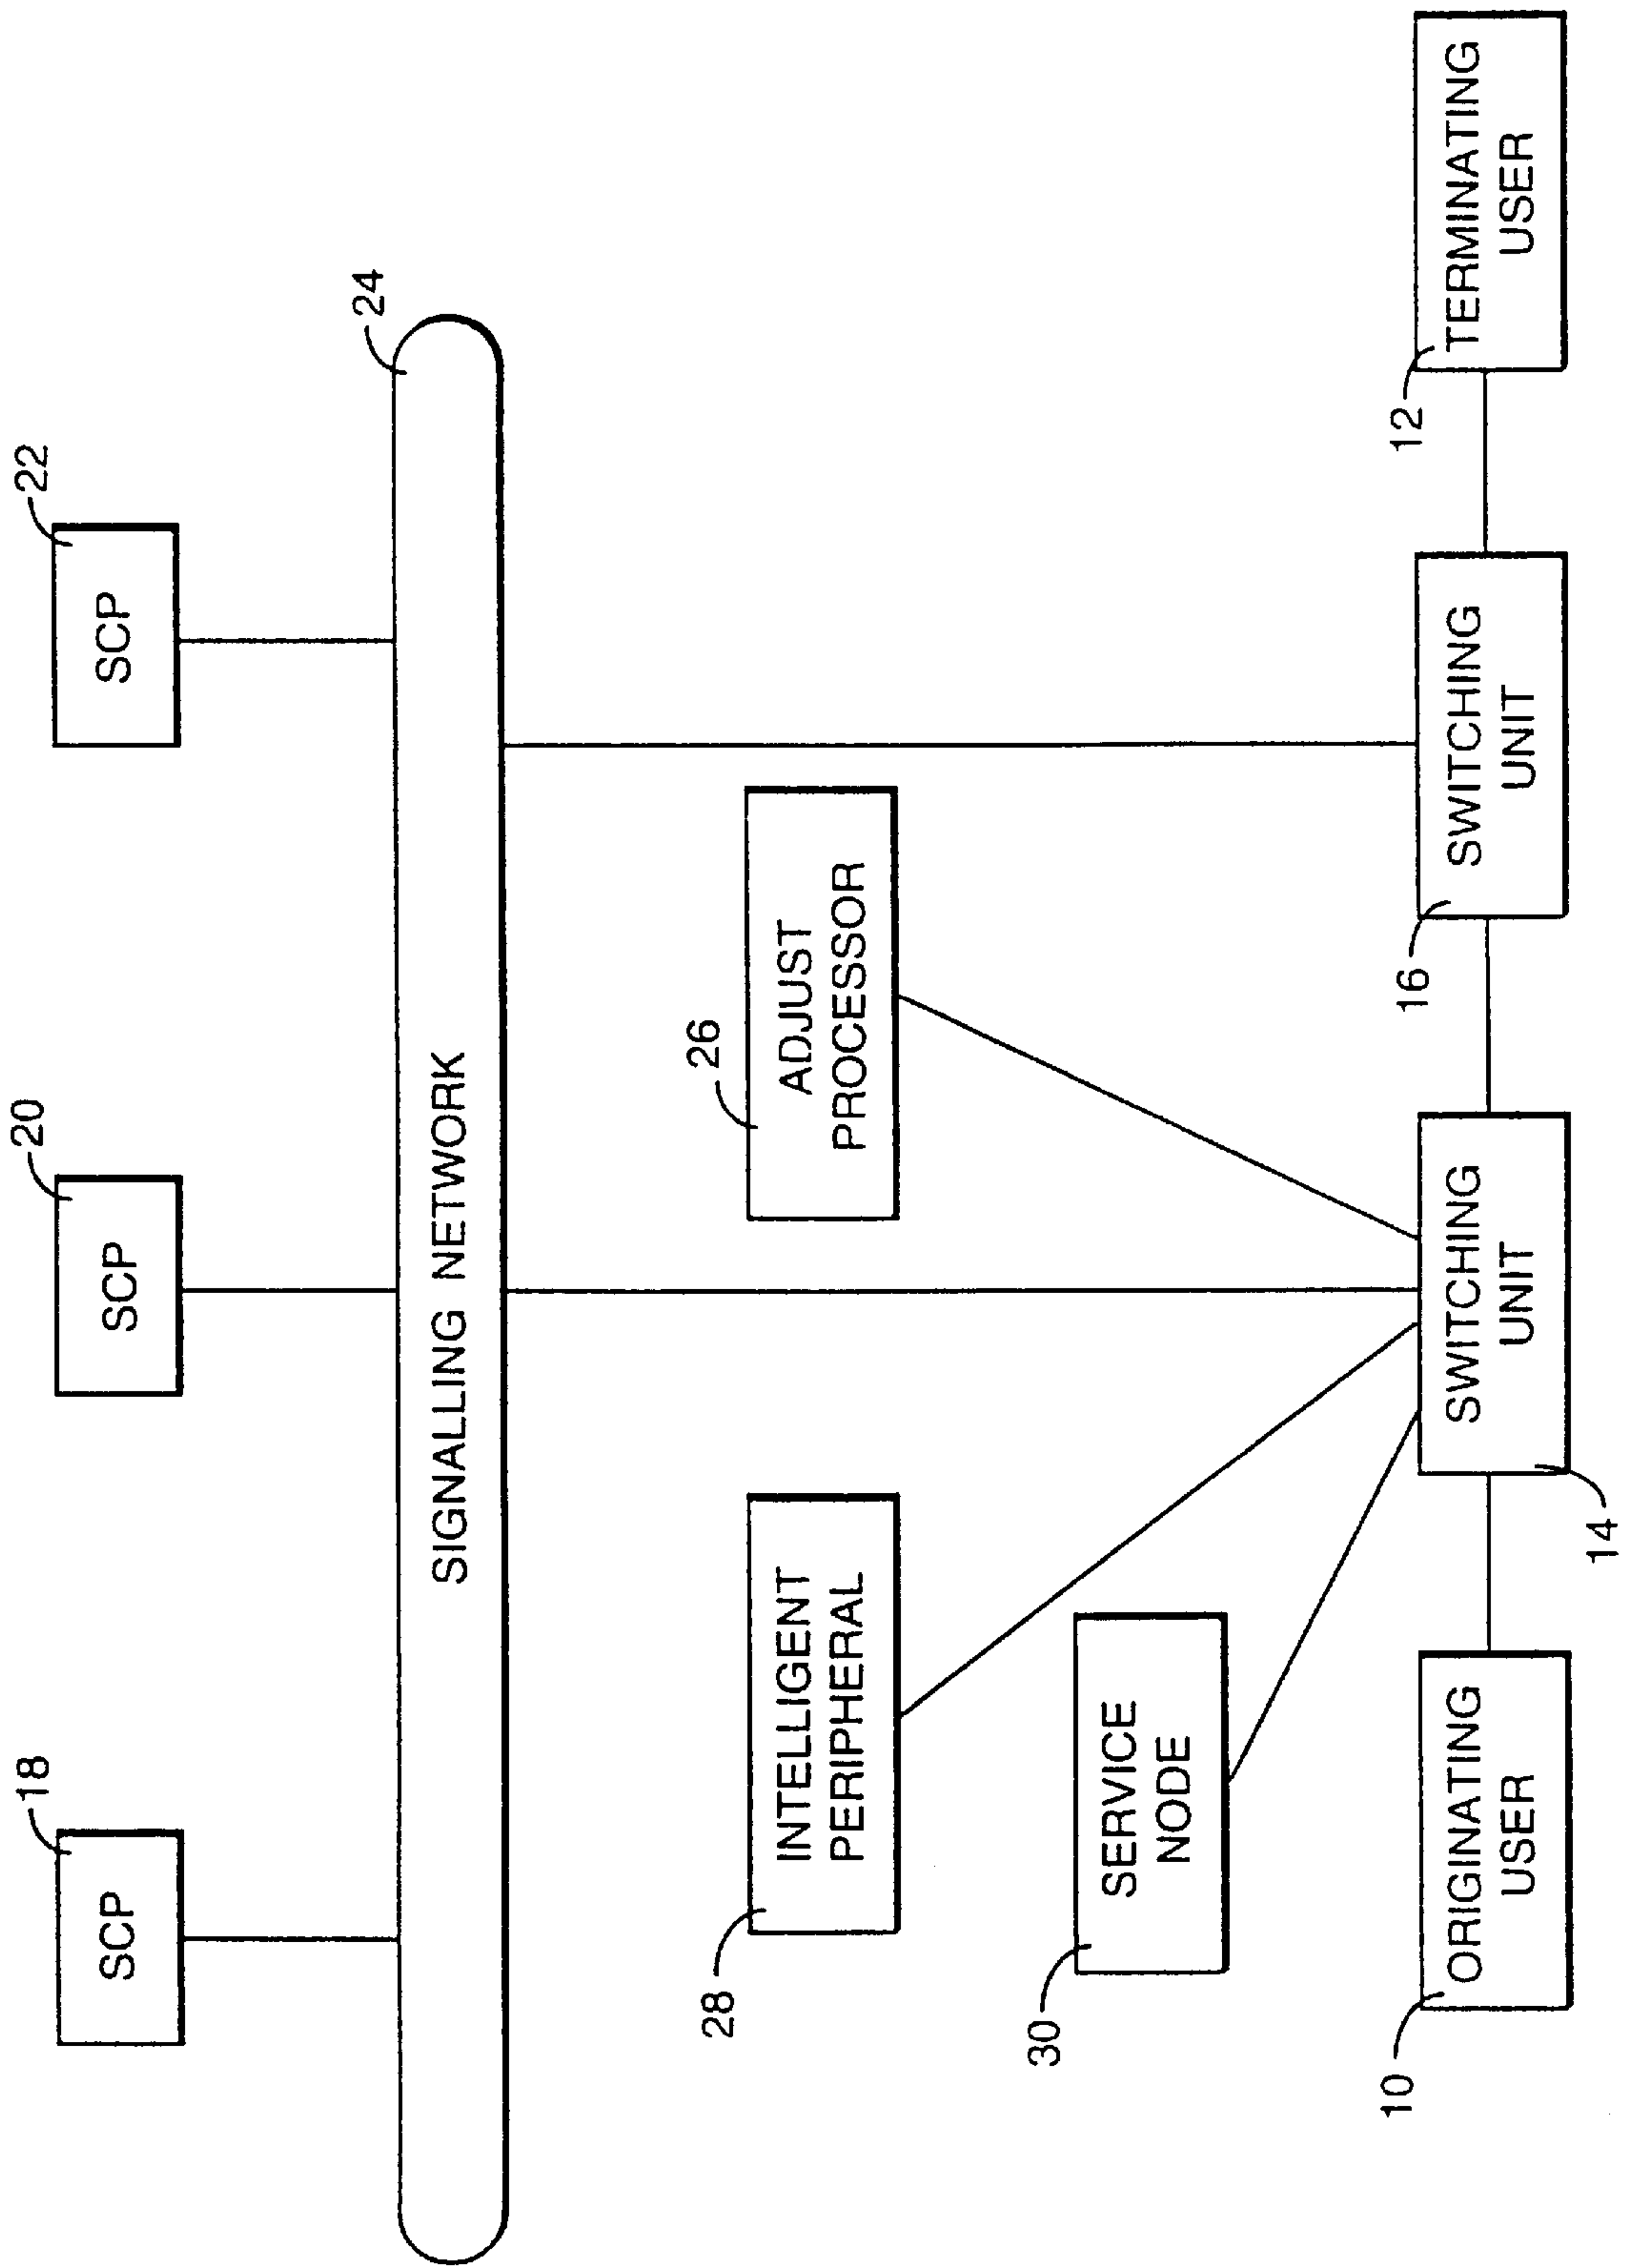 18
SCP
20
SCP
22
SCP
24
SIGNALLING NETWORK
28
INTELLIGENT
PERIPHERAL
26
ADJUST
PROCESSOR
30
SERVICE
NODE
10
ORIGINATING
USER
14
SWITCHING
UNIT
16
SWITCHING
UNIT
12
TERMINATING
USER